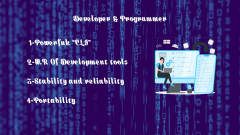 Developer & Programmer
1-Powerful "CLI"
2-W.R Of Development tools
3-Stability and reliability
4-Portability